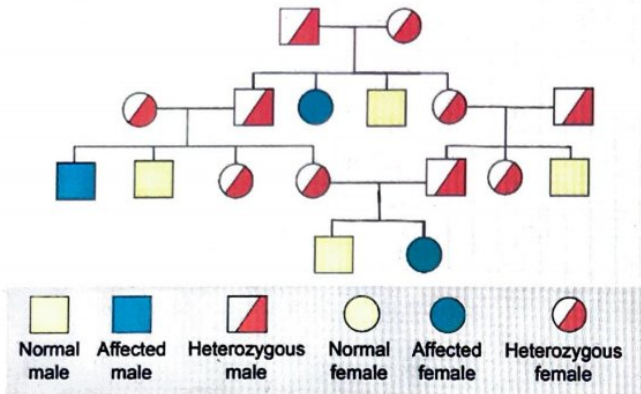 Normal male
Affected male
Heterozygous male
Normal female
Affected female
Heterozygous female